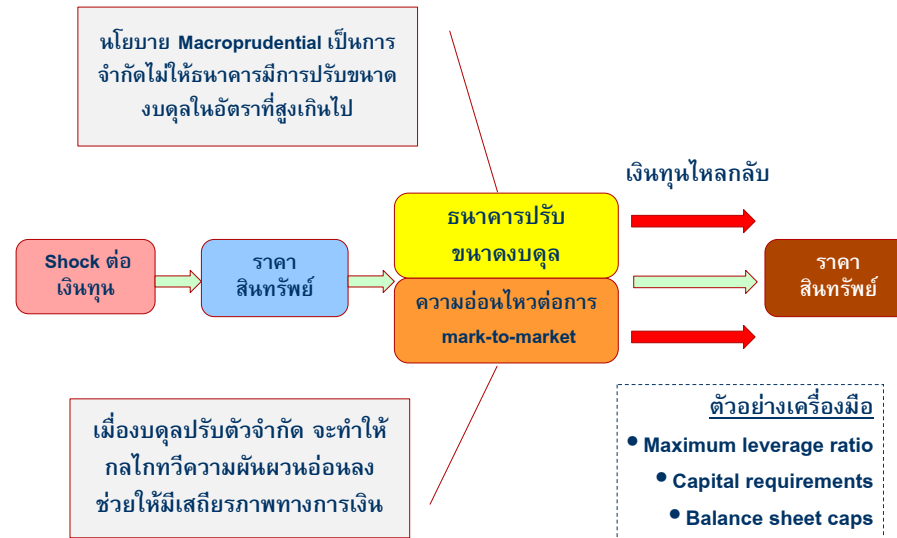 นโยบาย Macroprudential เป็นการ
จำกัดไม่ให้ธนาคารมีการปรับขนาด
งบดุลในอัตราที่สูงเกินไป
เงินทุนไหลกลับ
ธนาคารปรับ
ขนาดงบดุล
Shock ต่อ
เงินทุน
ราคา
สินทรัพย์
ความอ่อนไหวต่อการ
mark-to-market
ราคา
สินทรัพย์
เมื่องบดุลปรับตัวจำกัด จะทำให้
กลไกทวีความผันผวนอ่อนลง
ช่วยให้มีเสถียรภาพทางการเงิน
ตัวอย่างเครื่องมือ
• Maximum leverage ratio
• Capital requirements
• Balance sheet caps